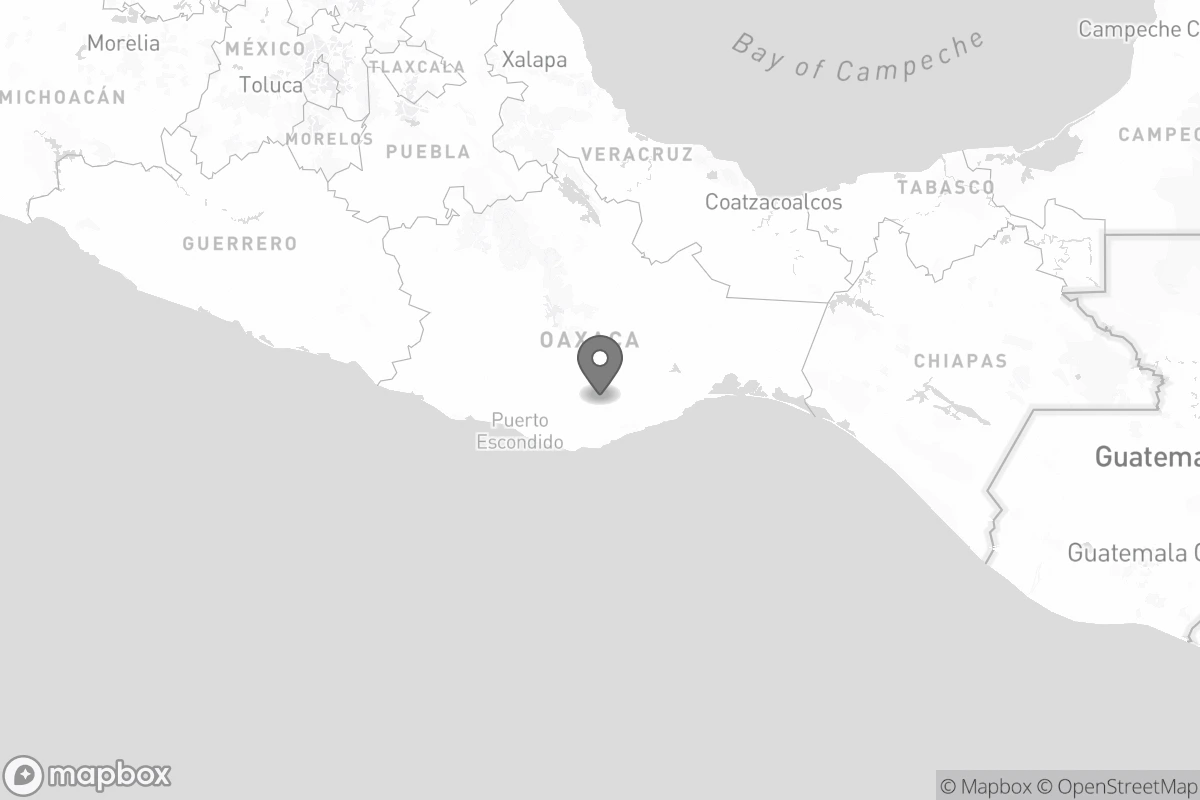 Morelia
MÉXICO
Toluca
TLAXCALA
Xalapa
Bay of Campeche
Campeche C
MICHOACÁN
MORELOS
PUEBLA
VERACRUZ
CAMPEC
TABASCO
Coatzacoalcos
GUERRERO
OAXACA
CHIAPAS
Puerto
Escondido
Guatema
Guatemala C
mapbox
© Mapbox © OpenStreetMap